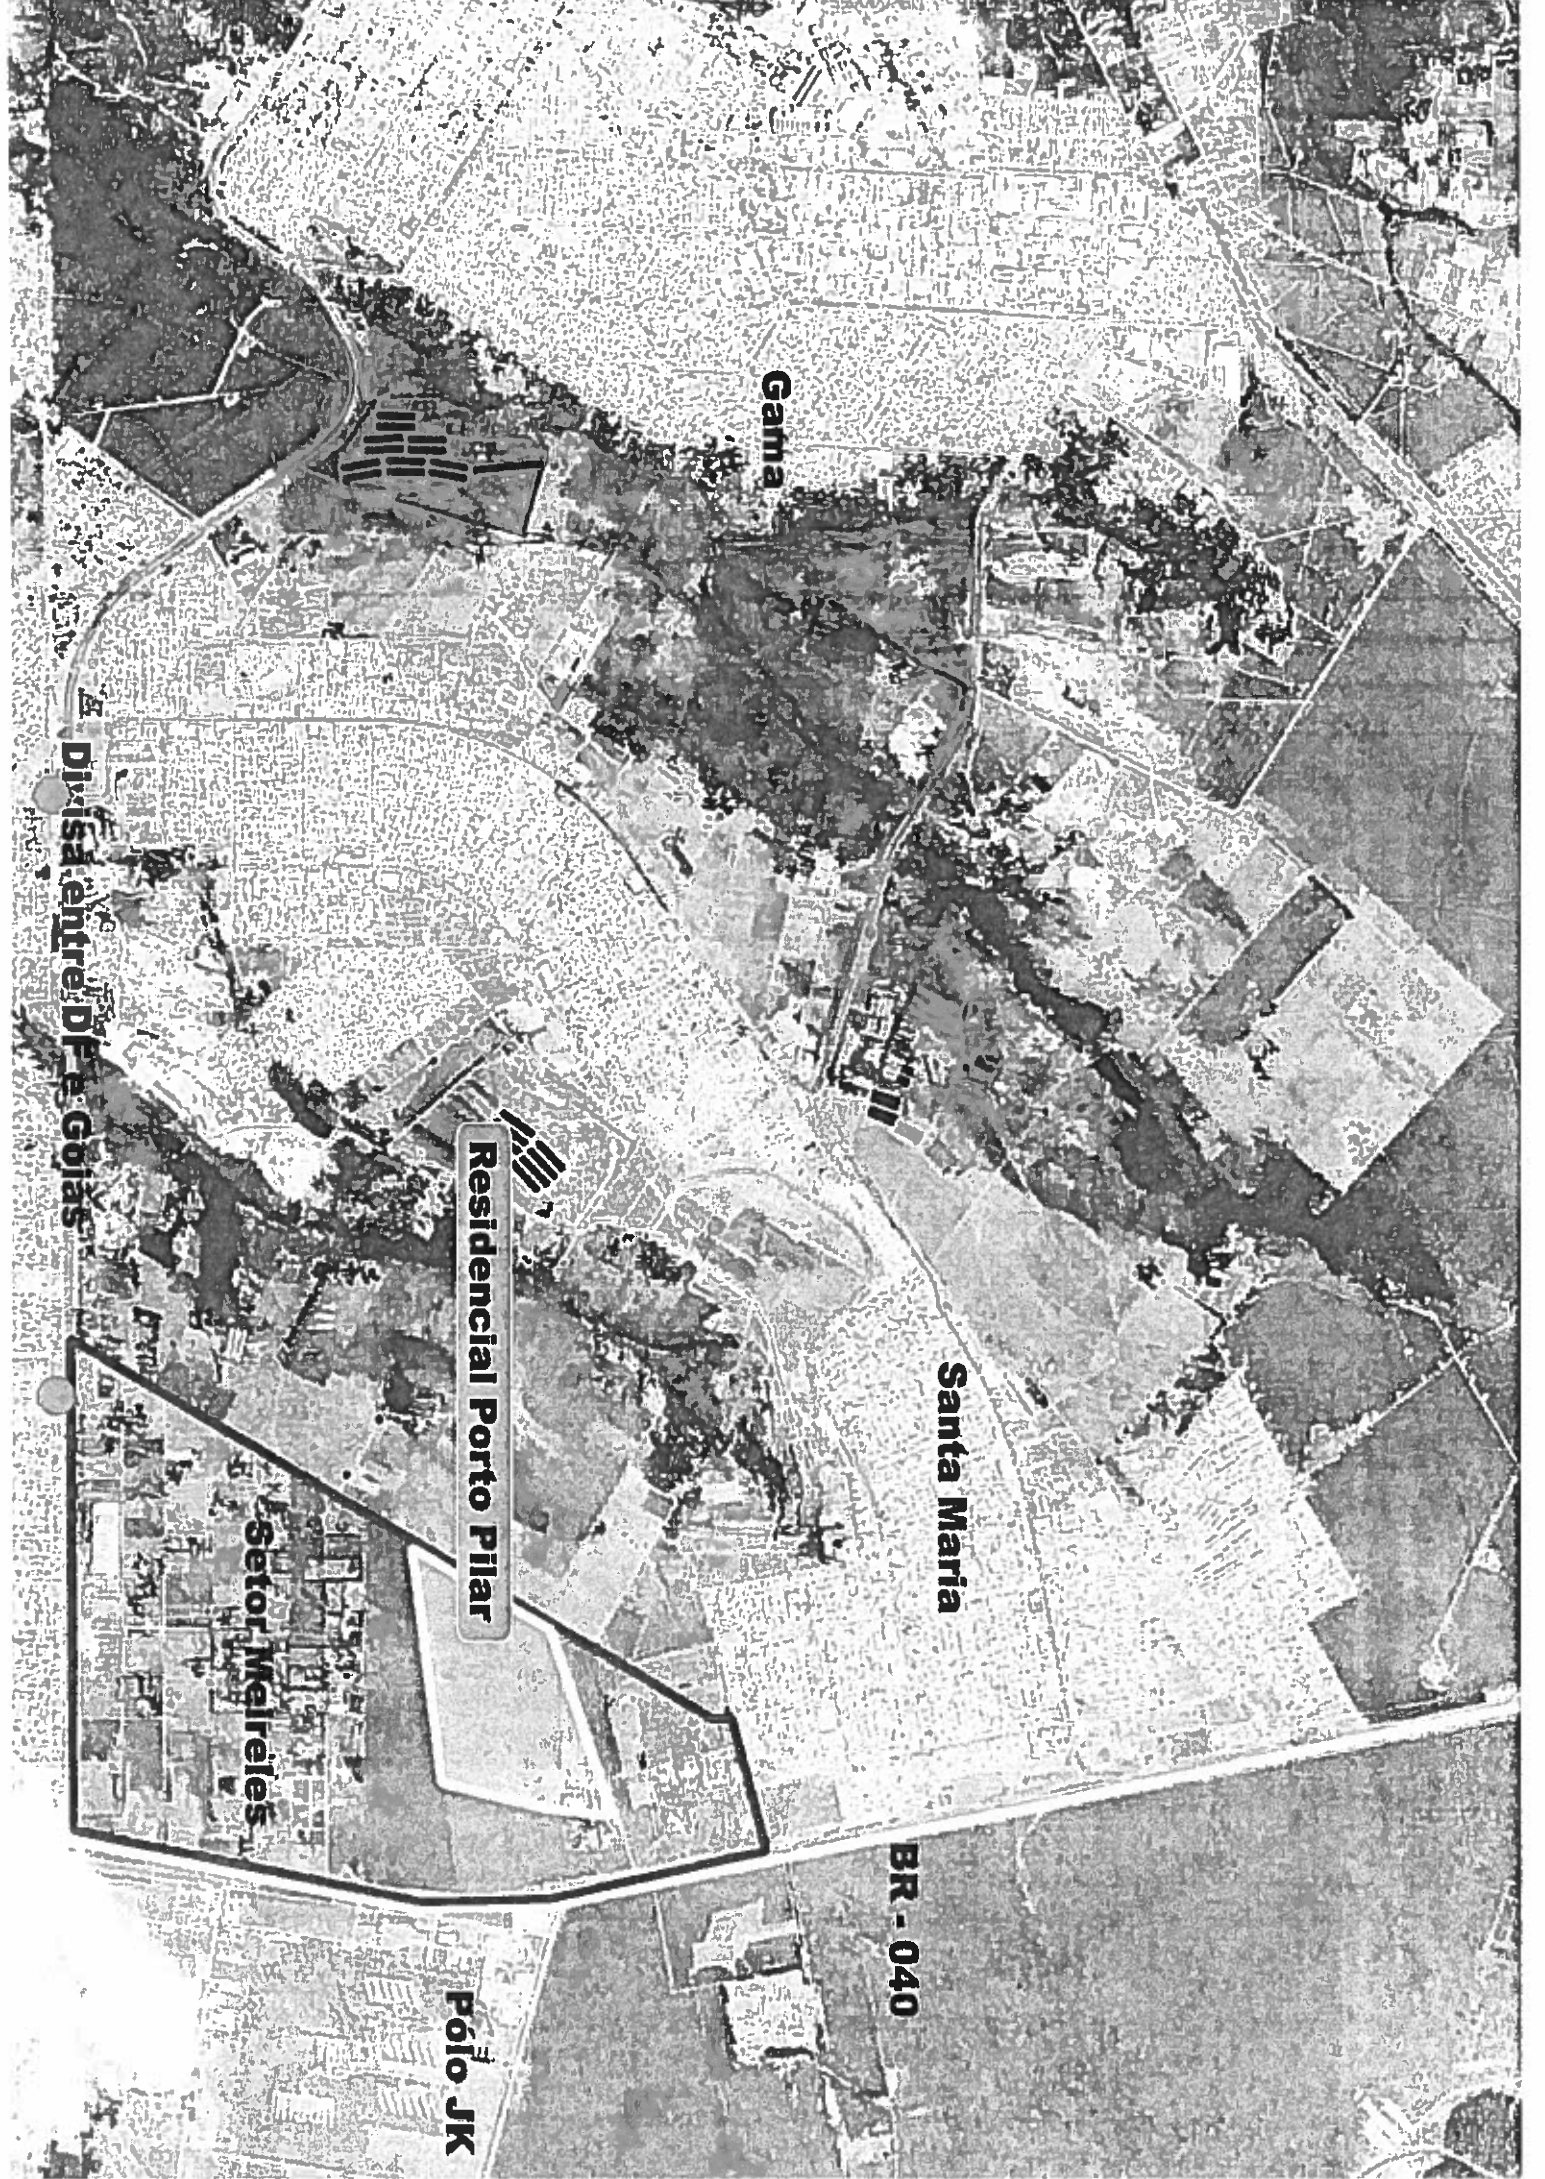 Gama
Santa Maria
BR - 040
Residencial Porto Pilar
Pólo JK
Setor Meireles
Divisa entre DF e Goiás